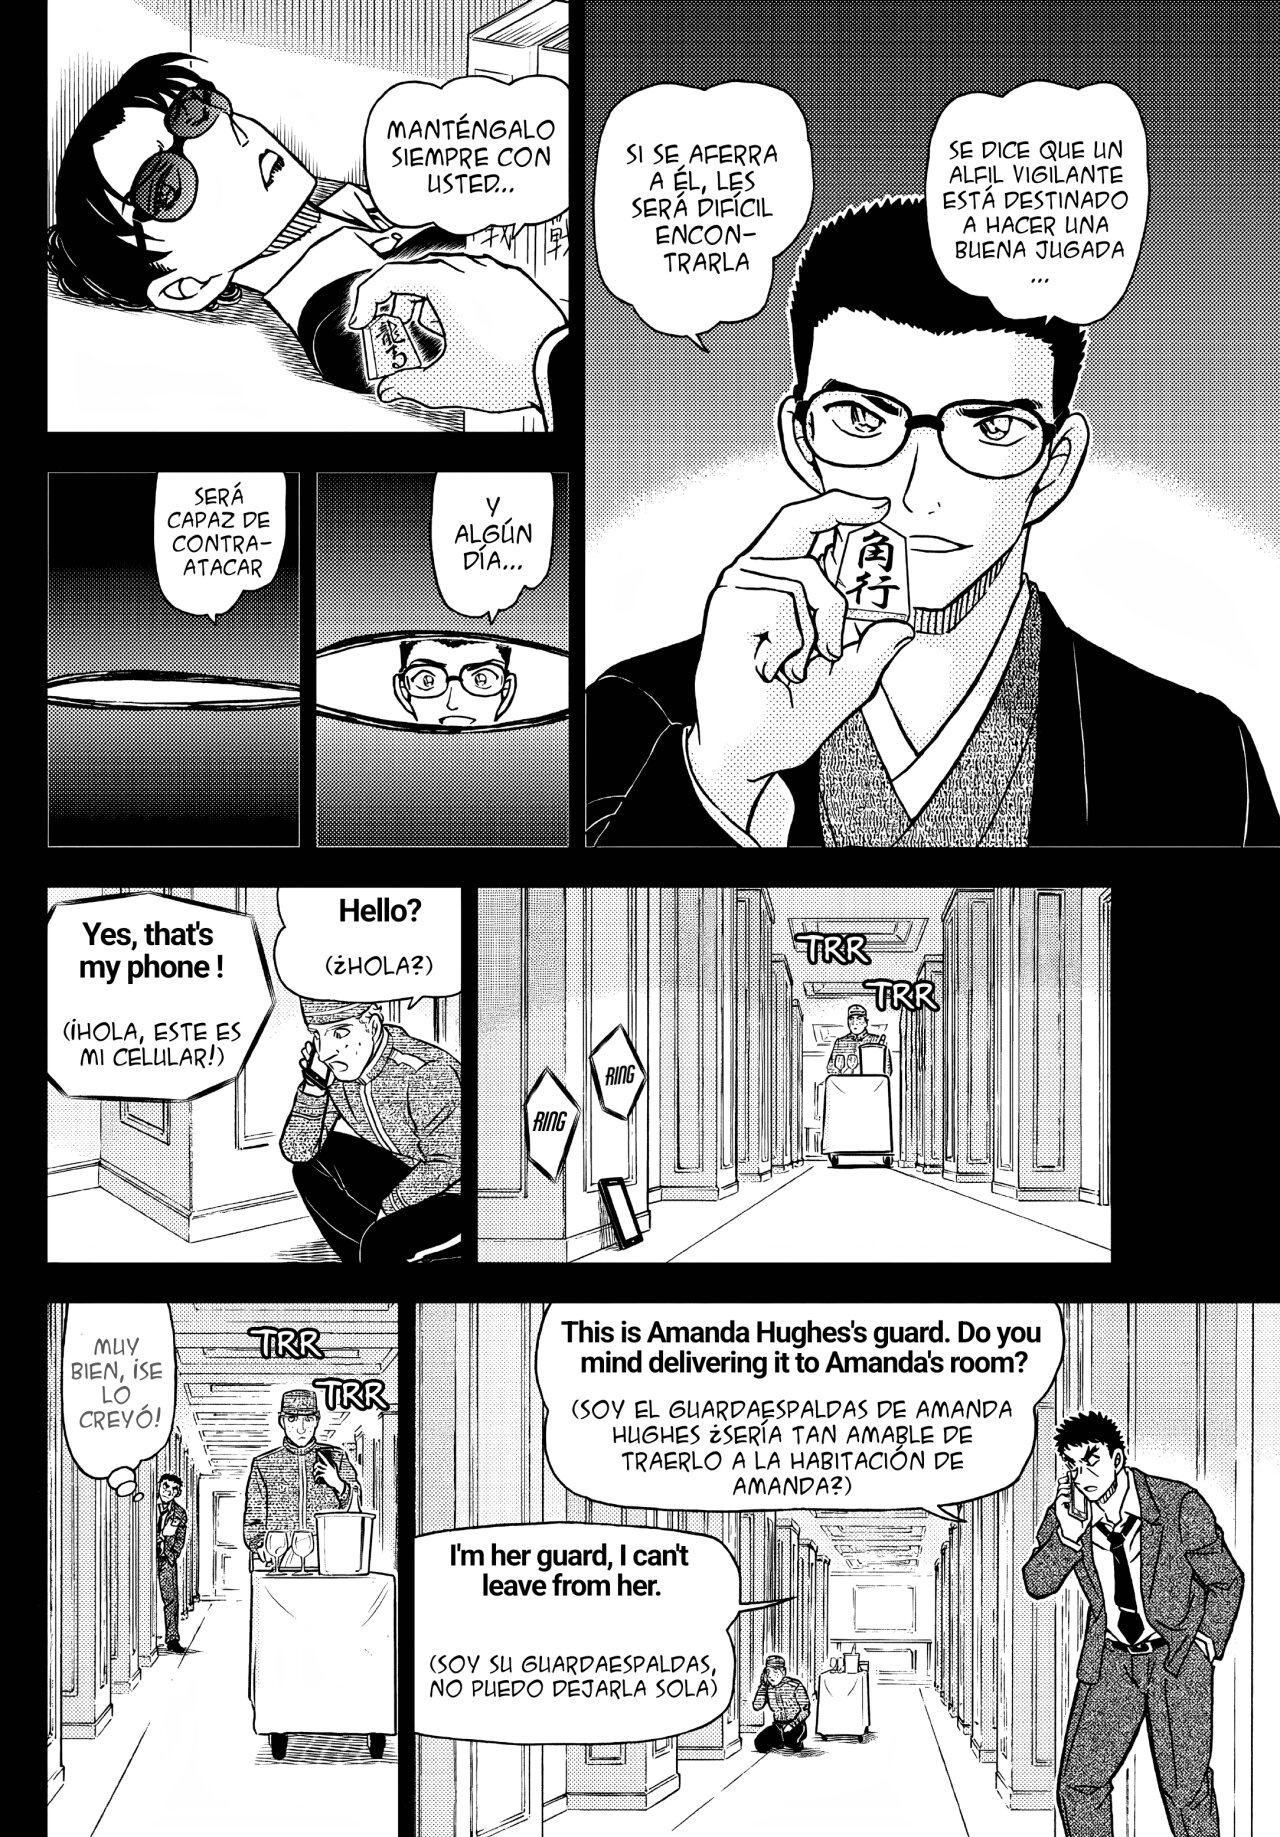 SE DICE QUE UN
ALFIL VIGILANTE
ESTÁ DESTINADO
A HACER UNA
BUENA JUGADA
...
SI SE AFERRA
A ÉL, LES
SERÁ DIFÍCIL
ENCON-
TRARLA
角行
MANTÉNGALO
SIEMPRE CON
USTED...
Y
ALGÚN
DÍA...
SERÁ
CAPAZ DE
CONTRA-
ATACAR
TRR
TRR
RING
RING
Hello?
(¿HOLA?)
Yes, that's
my phone !
(¡HOLA, ESTE ES
MI CELULAR!)
This is Amanda Hughes's guard. Do you
mind delivering it to Amanda's room?
(SOY EL GUARDAESPALDAS DE AMANDA
HUGHES ¿SERÍA TAN AMABLE DE
TRAERLO A LA HABITACIÓN DE
AMANDA?)
I'm her guard, I can't
leave from her.
(SOY SU GUARDAESPALDAS,
NO PUEDO DEJARLA SOLA)
TRR
TRR
MUY
BIEN, ¡SE
LO
CREYÓ!